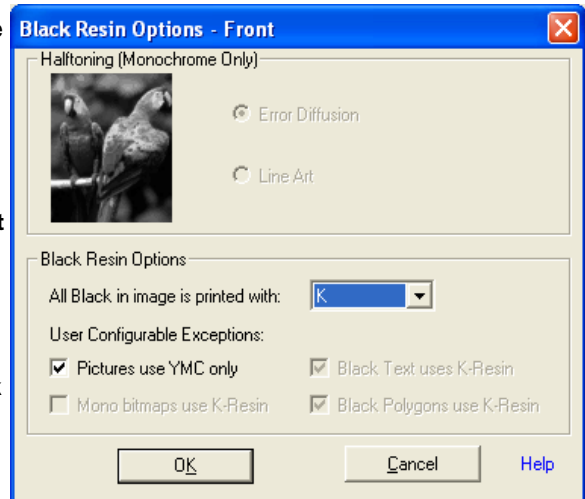 Black Resin Options - Front
Halftoning (Monochrome Only)
Error Diffusion
Line Art
Black Resin Options
All Black in image is printed with: K
User Configurable Exceptions:
Pictures use YMC only Black Text uses K-Resin
Mono bitmaps use K-Resin Black Polygons use K-Resin
OK Cancel Help